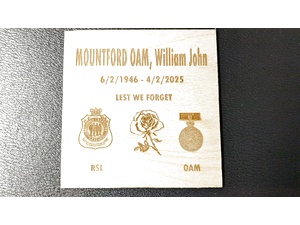 MOUNTFORD OAM, William John
6/2/1946 - 4/2/2025
LEST WE FORGET
RSL OAM